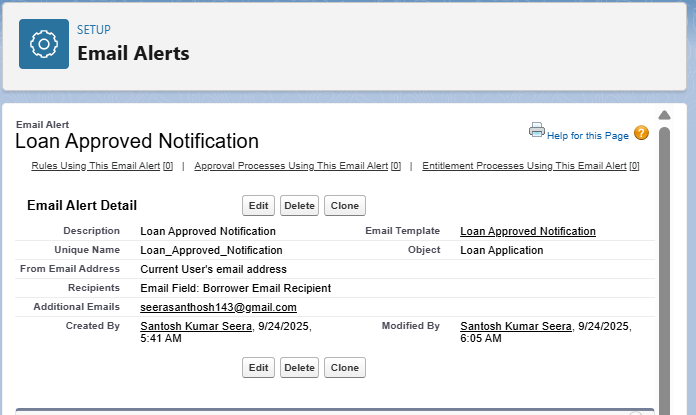 SETUP
Email Alerts
Email Alert
Loan Approved Notification
Help for this Page ?
Rules Using This Email Alert [0] | Approval Processes Using This Email Alert [0] | Entitlement Processes Using This Email Alert [0]
Email Alert Detail Edit Delete Clone
Description Loan Approved Notification Email Template Loan Approved Notification
Unique Name Loan_Approved_Notification Object Loan Application
From Email Address Current User's email address
Recipients Email Field: Borrower Email Recipient
Additional Emails seerasanthosh143@gmail.com
Created By Santosh Kumar Seera, 9/24/2025, Modified By Santosh Kumar Seera, 9/24/2025,
5:41 AM 6:05 AM
Edit Delete Clone